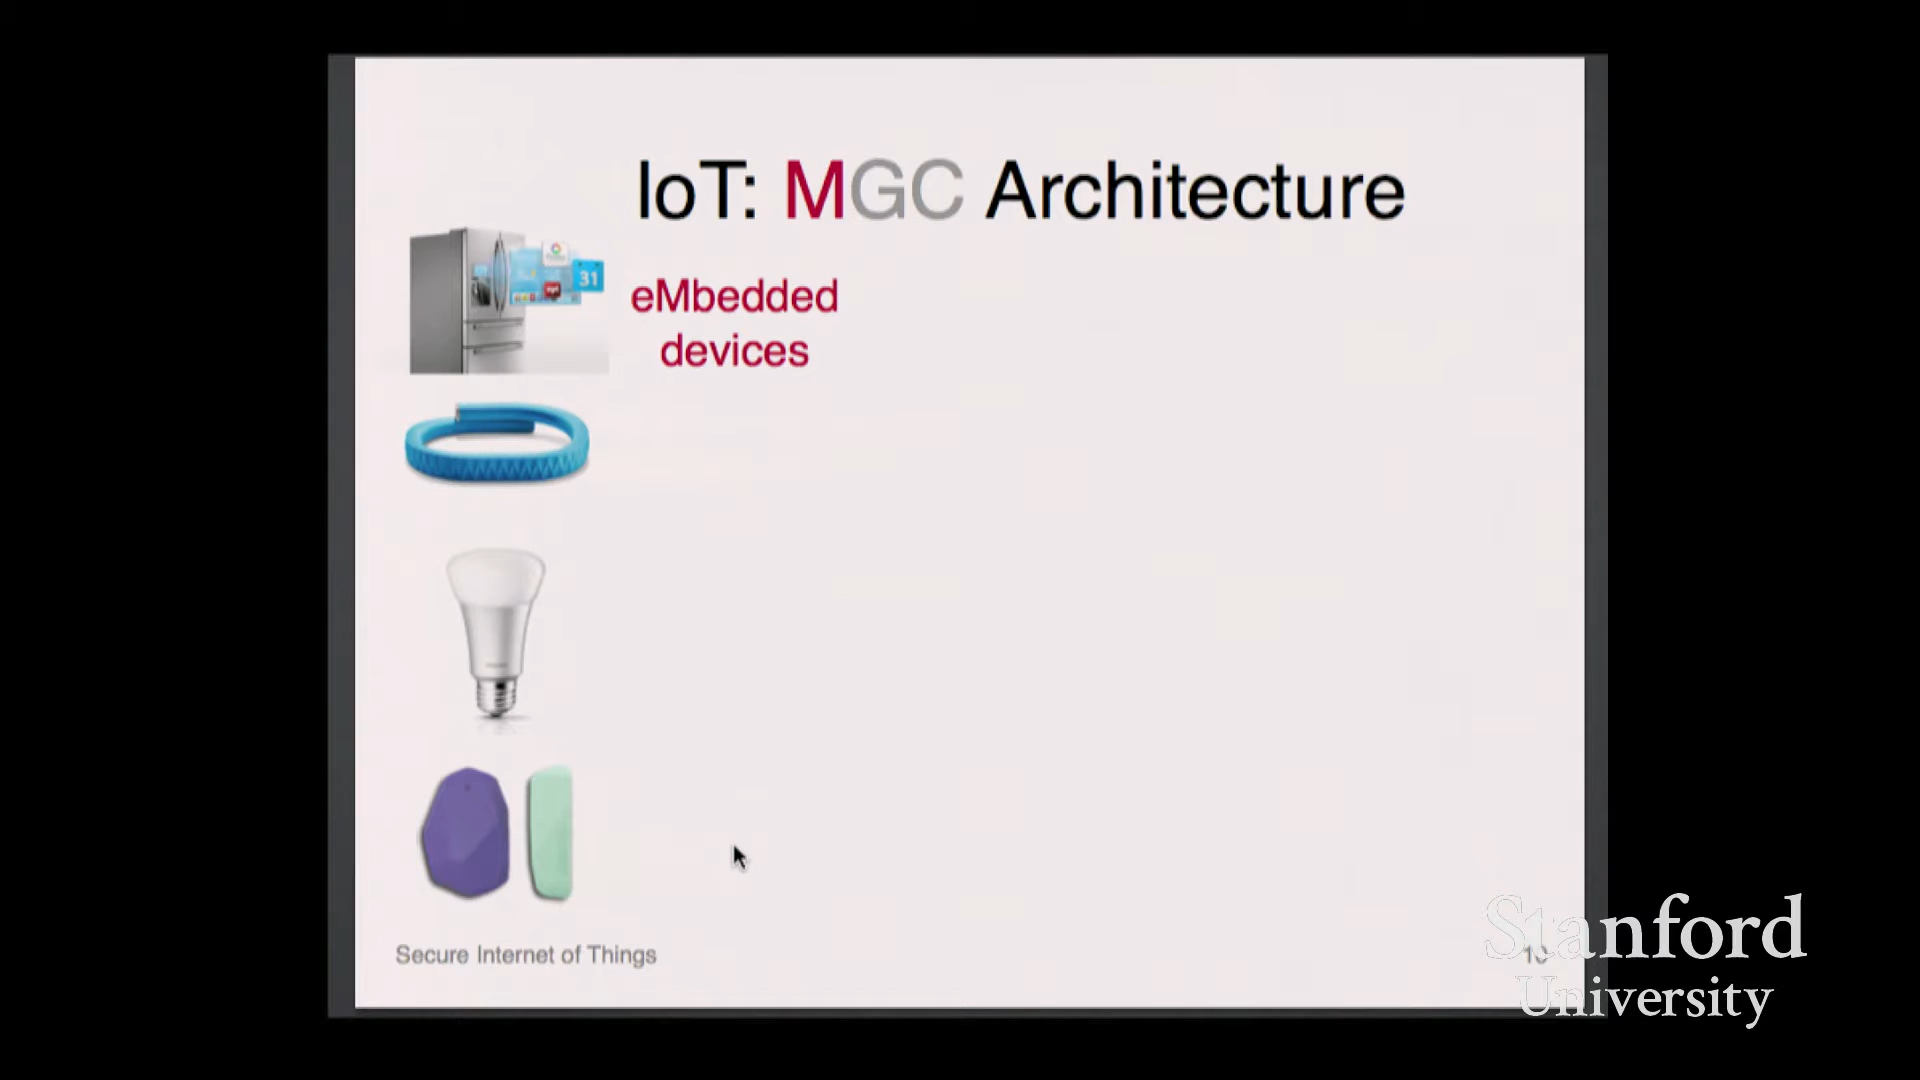 IoT: MGC Architecture
31
eMbedded
devices
Secure Internet of Things
Stanford
University